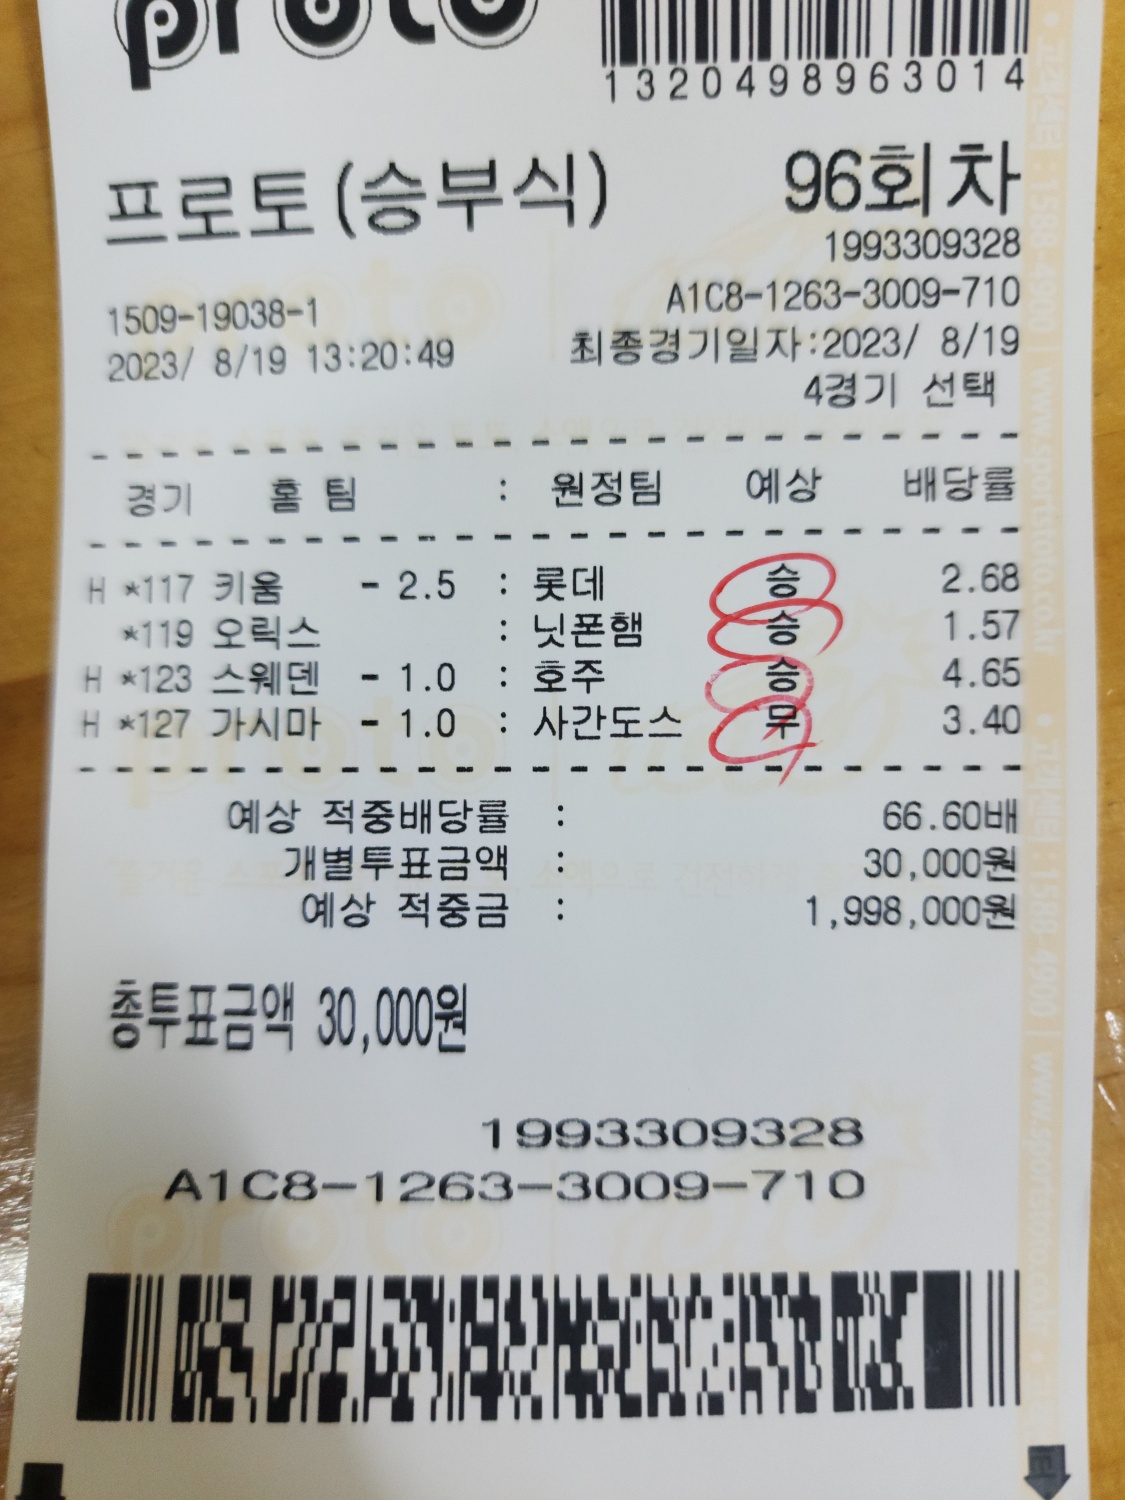 proto
1320498963014
프로토(승부식) 96회차
1993309328
1509-19038-1 A1C8-1263-3009-710
2023/ 8/19 13:20:49 최종경기일자:2023/ 8/19
4경기 선택
경기 홈 팀 : 원정팀 예상 배당률
H *117 키움 - 2.5 : 롯데 승 2.68
*119 오릭스 : 닛폰햄 승 1.57
H *123 스웨덴 - 1.0 : 호주 승 4.65
H *127 가시마 - 1.0 : 사간도스 무 3.40
예상 적중배당률 : 66.60배
개별투표금액 : 30,000원
예상 적중금 : 1,998,000원
총투표금액 30,000원
1993309328
A1C8-1263-3009-710